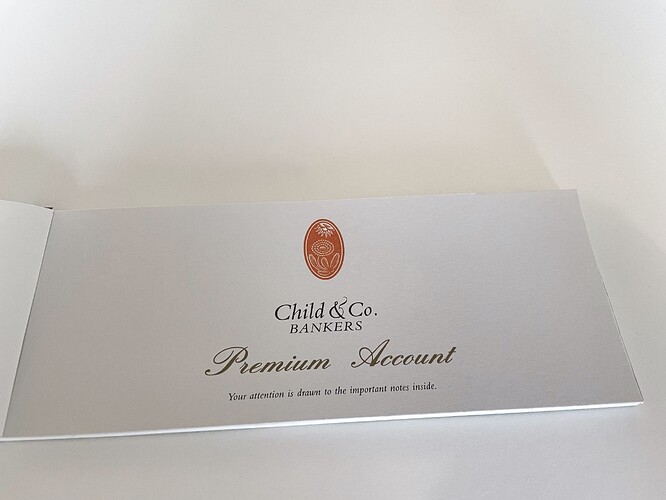 Child & Co.
BANKERS
Premium Account
Your attention is drawn to the important notes inside.